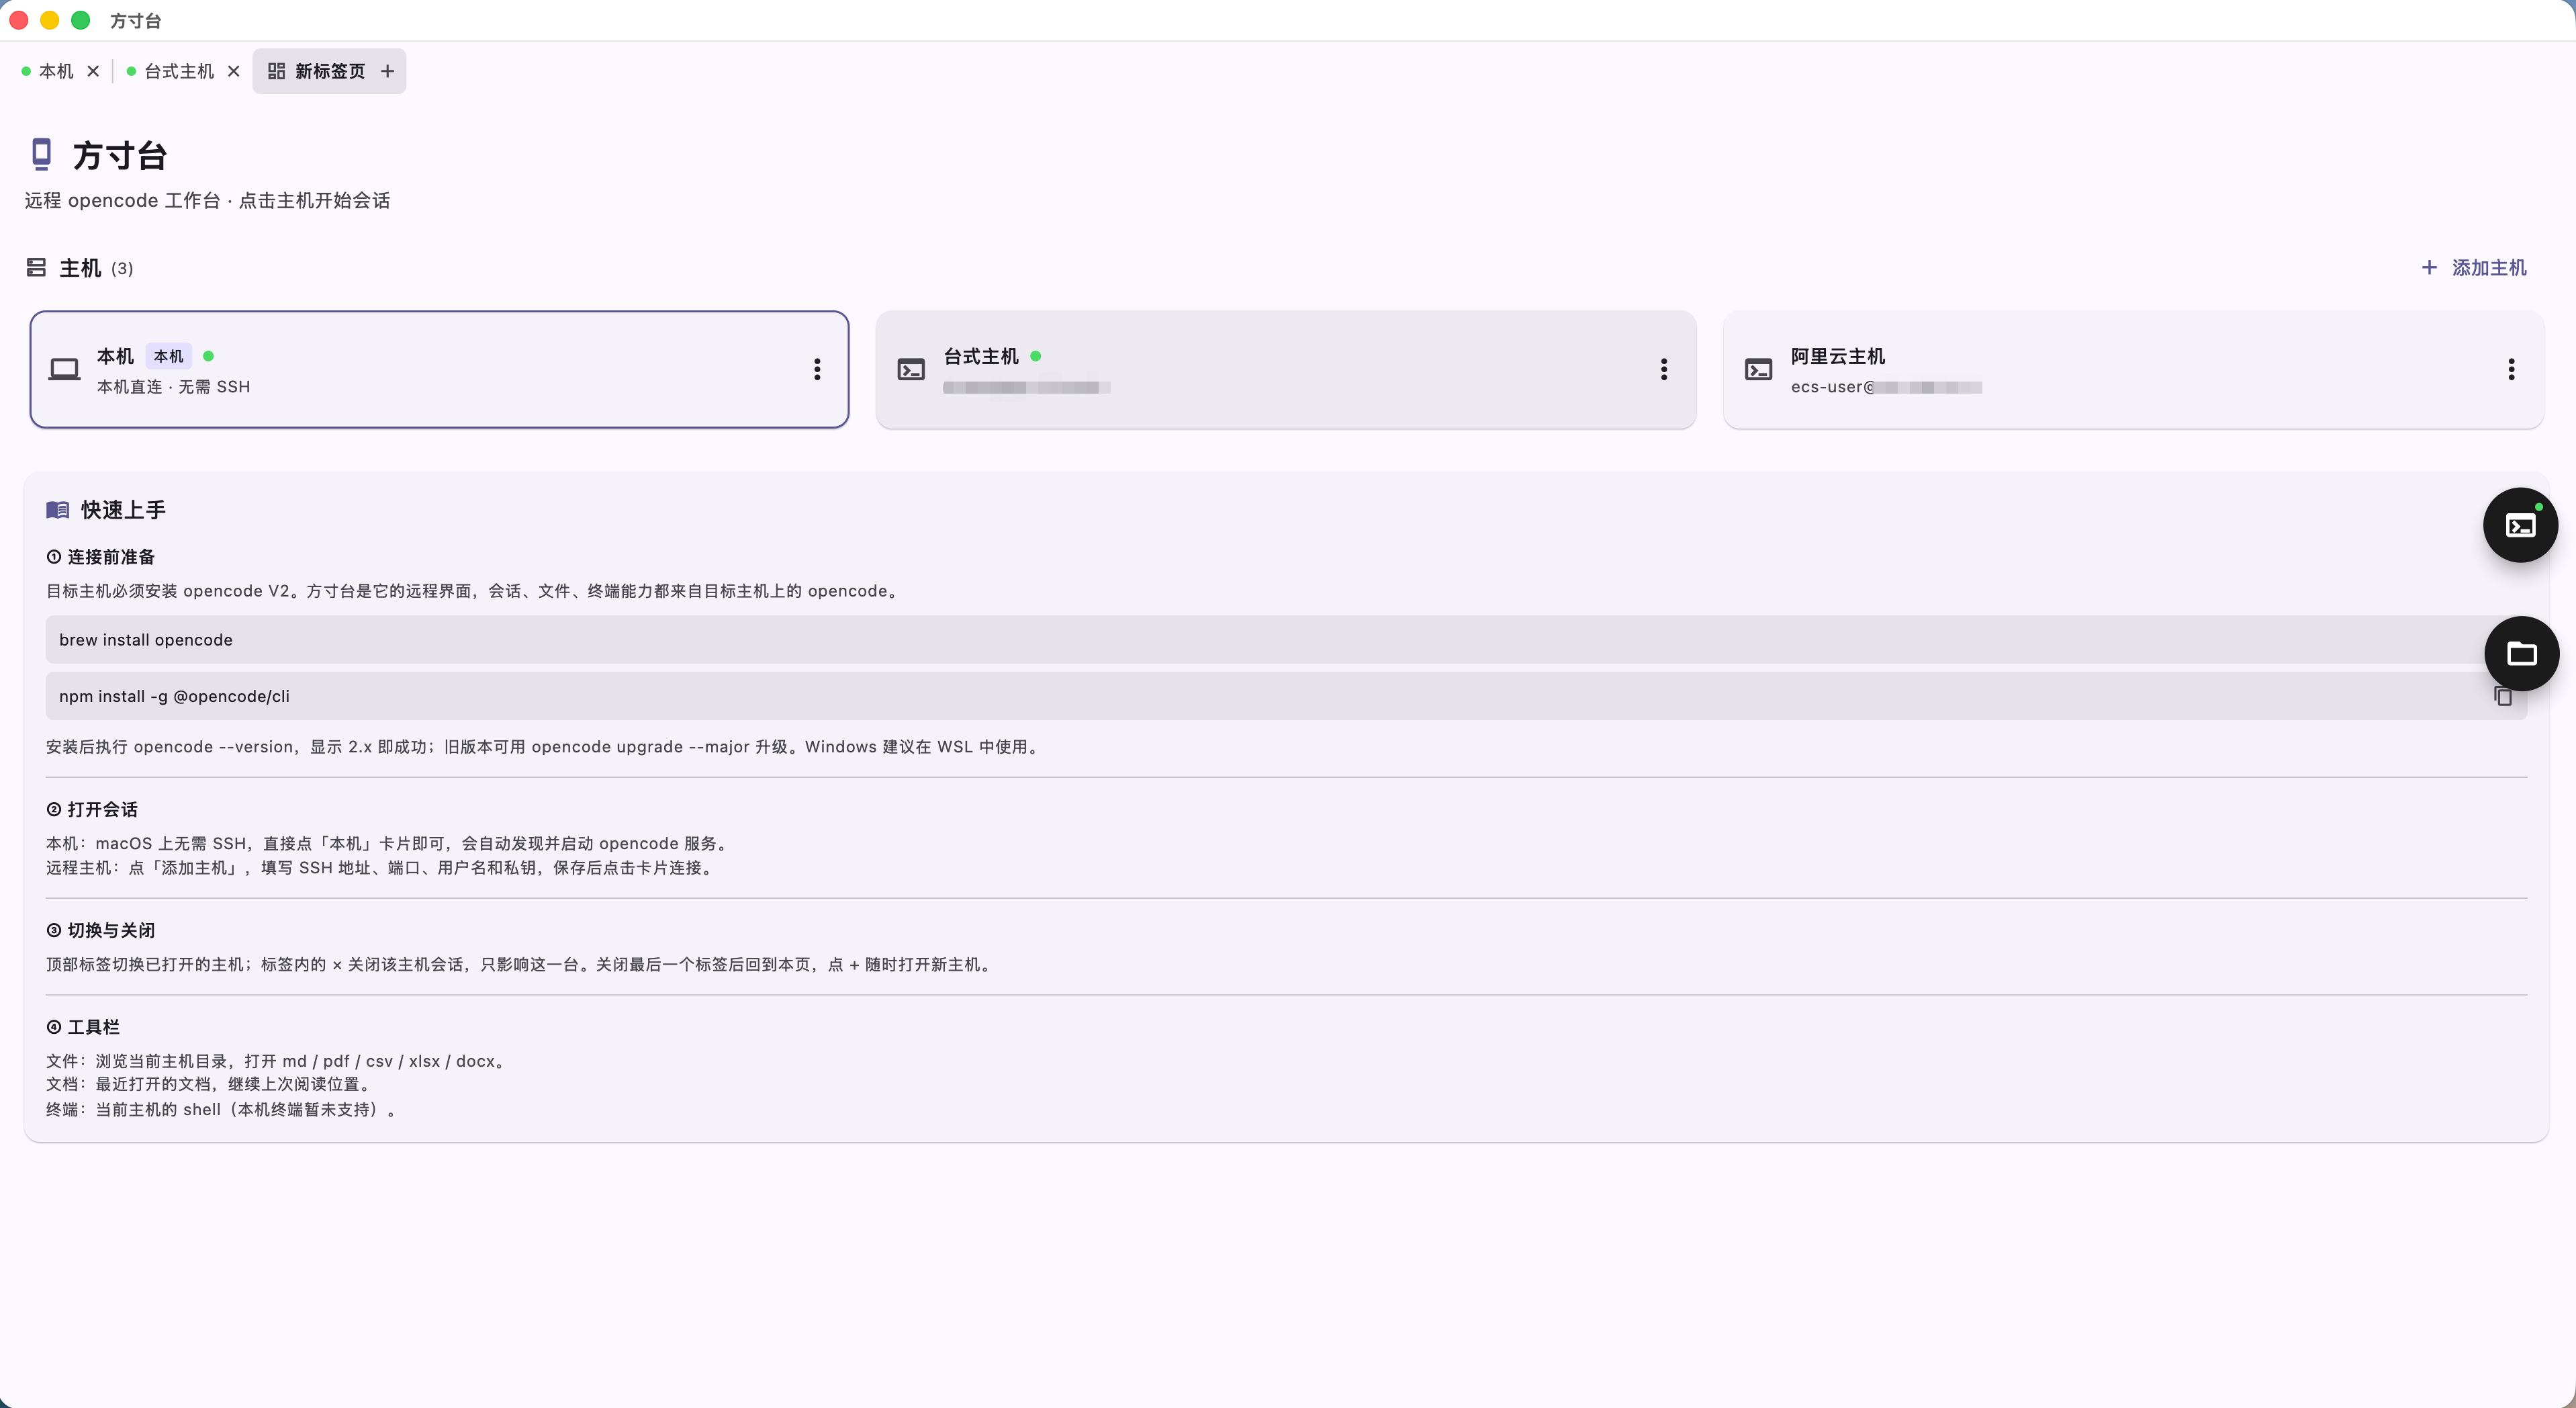 方寸台
本机
台式主机
新标签页
方寸台
远程 opencode 工作台 · 点击主机开始会话
主机 (3)
+ 添加主机
本机 本机
本机直连 · 无需 SSH
台式主机
阿里云主机
ecs-user@
快速上手
① 连接前准备
目标主机必须安装 opencode V2。方寸台是它的远程界面，会话、文件、终端能力都来自目标主机上的 opencode。
brew install opencode
npm install -g @opencode/cli
安装后执行 opencode --version，显示 2.x 即成功；旧版本可用 opencode upgrade --major 升级。Windows 建议在 WSL 中使用。
② 打开会话
本机：macOS 上无需 SSH，直接点「本机」卡片即可，会自动发现并启动 opencode 服务。
远程主机：点「添加主机」，填写 SSH 地址、端口、用户名和私钥，保存后点击卡片连接。
③ 切换与关闭
顶部标签切换已打开的主机；标签内的 × 关闭该主机会话，只影响这一台。关闭最后一个标签后回到本页，点 + 随时打开新主机。
④ 工具栏
文件：浏览当前主机目录，打开 md / pdf / csv / xlsx / docx。
文档：最近打开的文档，继续上次阅读位置。
终端：当前主机的 shell（本机终端暂未支持）。